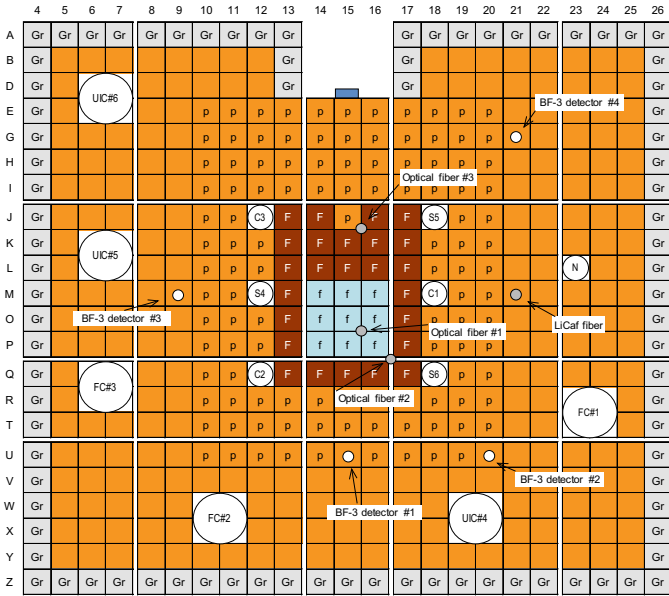 4 5 6 7 8 9 10 11 12 13 14 15 16 17 18 19 20 21 22 23 24 25 26
A Gr Gr Gr Gr Gr Gr Gr Gr Gr Gr Gr Gr Gr Gr Gr Gr Gr Gr Gr Gr
B Gr Gr Gr Gr
D Gr Gr Gr Gr
UIC#6
BF-3 detector #4
E Gr p p p p p p p p p p p Gr
G Gr p p p p p p p p p p p Gr
H Gr p p p p p p p p p p p Gr
Optical fiber #3
I Gr p p p p p p p p p p p Gr
J Gr p p C3 F F p F F S5 p p Gr
K Gr p p p F F F F F p p p Gr
UIC#5
L Gr p p p F F F F F p p p N Gr
M Gr p p S4 F f f f F C1 p p Gr
BF-3 detector #3
O Gr p p p F f f f F p p p Gr
LiCaf fiber
Optical fiber #1
P Gr p p p F f f f F p p p Gr
Q Gr p p C2 F F F F F S6 p p Gr
FC#3
Optical fiber #2
R Gr p p p p p p p p Gr
FC#1
T Gr p p p p p p p p p p p Gr
U Gr p p p p p p p p p Gr
BF-3 detector #2
V Gr Gr
W Gr Gr
BF-3 detector #1
FC#2 UIC#4
X Gr Gr
Y Gr Gr
Z Gr Gr Gr Gr Gr Gr Gr Gr Gr Gr Gr Gr Gr Gr Gr Gr Gr Gr Gr Gr Gr Gr Gr